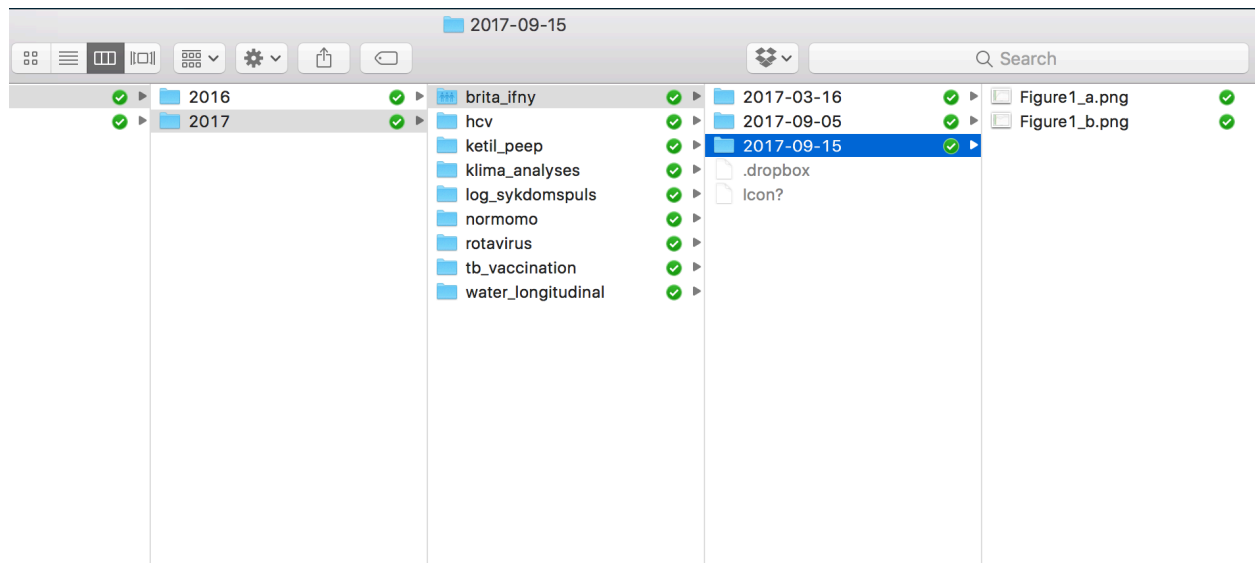 2017-09-15
Search
2016
2017
brita_ifny
hcv
ketil_peep
klima_analyses
log_sykdomspuls
normomo
rotavirus
tb_vaccination
water_longitudinal
2017-03-16
2017-09-05
2017-09-15
.dropbox
Icon?
Figure1_a.png
Figure1_b.png